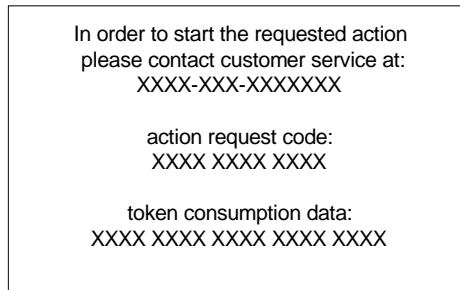 In order to start the requested action
please contact customer service at:
XXXX-XXX-XXXXXXX
action request code:
XXXX XXXX XXXX
token consumption data:
XXXX XXXX XXXX XXXX XXXX